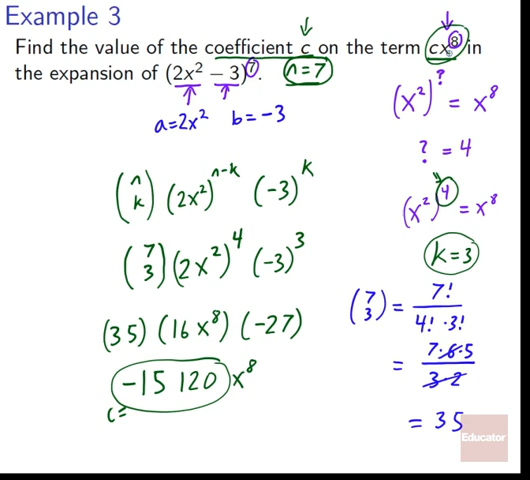 Example 3
Find the value of the coefficient c on the term cx⁸ in
the expansion of (2x² − 3)⁷. n=7
a=2x² b=−3
(x²)^? = x⁸
? = 4
(x²)⁴ = x⁸
k=3
(n k) (2x²)ⁿ⁻ᵏ (−3)ᵏ
(7 3) (2x²)⁴ (−3)³
(35) (16x⁸) (−27)
−15 120 x⁸
c=
(7 3) = 7! / 4! · 3!
= 7·6·5 / 3·2
= 35
Educator